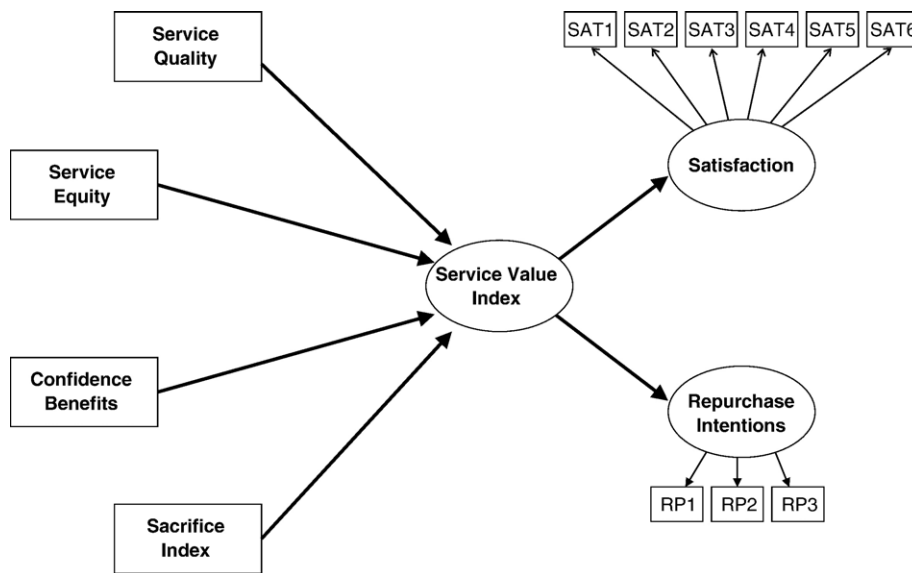 Service
Quality
SAT1 SAT2 SAT3 SAT4 SAT5 SAT6
Service
Equity
Satisfaction
Service Value
Index
Confidence
Benefits
Repurchase
Intentions
RP1 RP2 RP3
Sacrifice
Index